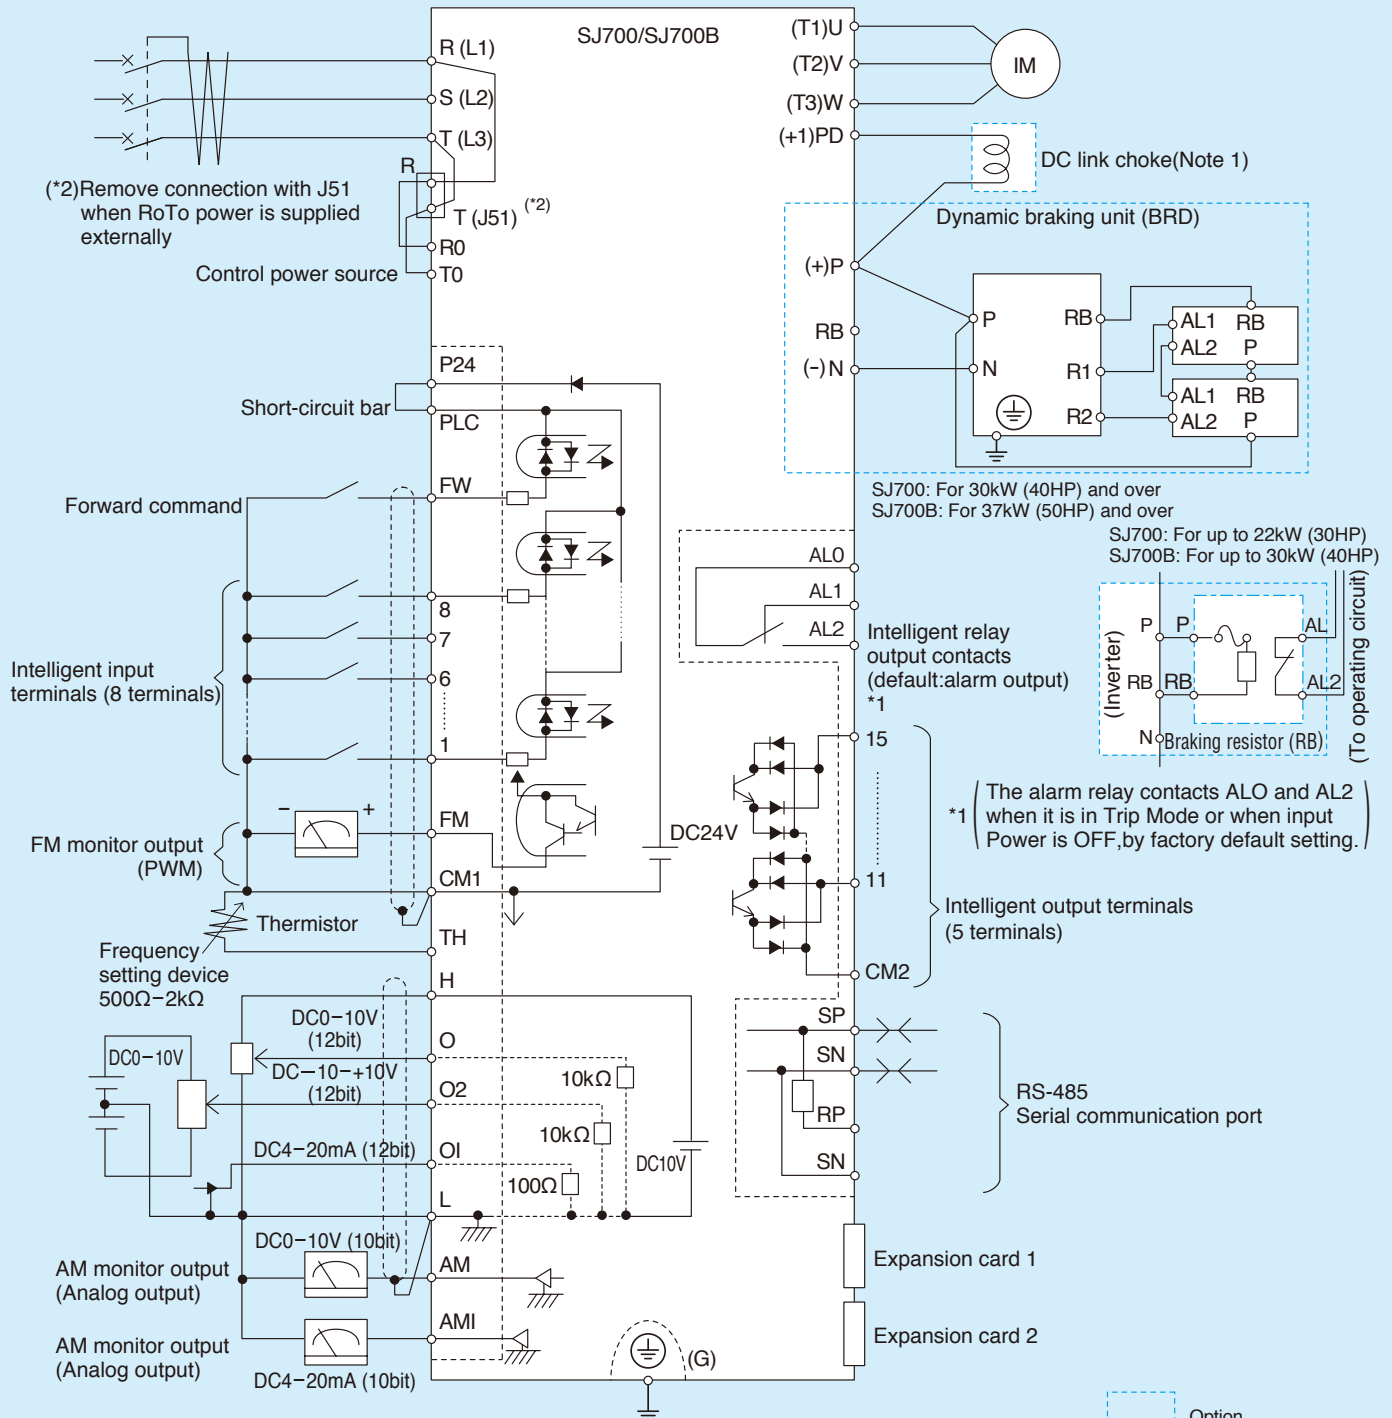 SJ700/SJ700B
R (L1)
S (L2)
T (L3)
R
T (J51) (*2)
R0
T0
(*2)Remove connection with J51
when RoTo power is supplied
externally
Control power source
(T1)U
(T2)V
(T3)W
(+1)PD
IM
DC link choke(Note 1)
Dynamic braking unit (BRD)
(+)P
RB
(−)N
P
N
RB
R1
R2
AL1 RB
AL2 P
AL1 RB
AL2 P
SJ700: For 30kW (40HP) and over
SJ700B: For 37kW (50HP) and over
SJ700: For up to 22kW (30HP)
SJ700B: For up to 30kW (40HP)
(Inverter)
P
RB
N
P
RB
AL
AL2
Braking resistor (RB)
(To operating circuit)
*1 The alarm relay contacts AL0 and AL2
when it is in Trip Mode or when input
Power is OFF,by factory default setting.
P24
Short-circuit bar
PLC
Forward command
FW
8
7
6
1
Intelligent input
terminals (8 terminals)
FM monitor output
(PWM)
−
+
FM
CM1
TH
DC24V
Thermistor
Frequency
setting device
500Ω−2kΩ
AL0
AL1
AL2
Intelligent relay
output contacts
(default:alarm output)
*1
15
11
CM2
Intelligent output terminals
(5 terminals)
H
DC0−10V
(12bit)
O
DC0−10V
DC−10−+10V
(12bit)
O2
DC4−20mA (12bit)
OI
L
10kΩ
10kΩ
100Ω
DC10V
DC0−10V (10bit)
AM monitor output
(Analog output)
AM
AM monitor output
(Analog output)
AMI
DC4−20mA (10bit)
SP
SN
RP
SN
RS-485
Serial communication port
Expansion card 1
Expansion card 2
(G)
Option